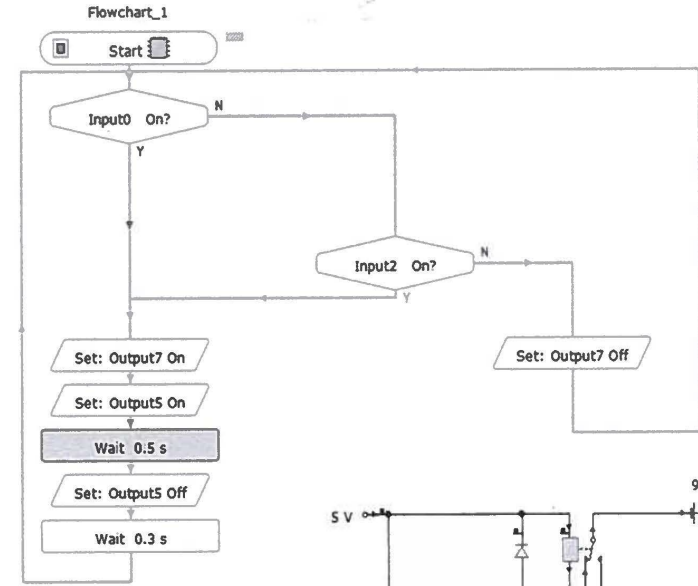 Flowchart_1
Start
Input0 On?
N
Y
Input2 On?
N
Y
Set: Output7 On
Set: Output7 Off
Set: Output5 On
Wait 0.5 s
Set: Output5 Off
Wait 0.3 s
5 V
9